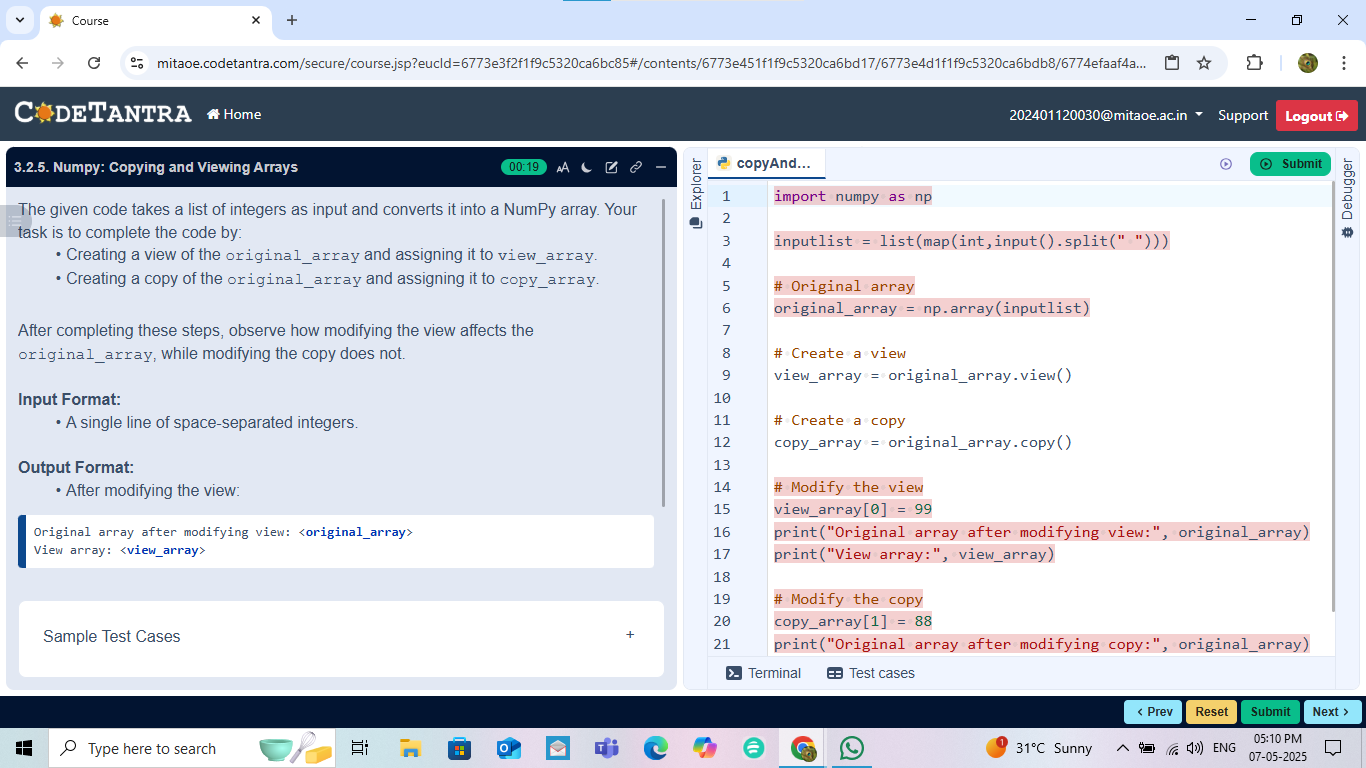 Course
mitaoe.codetantra.com/secure/course.jsp?eucId=6773e3f2f1f9c5320ca6bc85#/contents/6773e451f1f9c5320ca6bd17/6773e4d1f1f9c5320ca6bdb8/6774efaaf4a...
CODETANTRA
Home
202401120030@mitaoe.ac.in
Support
Logout
3.2.5. Numpy: Copying and Viewing Arrays
00:19
AA
The given code takes a list of integers as input and converts it into a NumPy array. Your
task is to complete the code by:
• Creating a view of the original_array and assigning it to view_array.
• Creating a copy of the original_array and assigning it to copy_array.
After completing these steps, observe how modifying the view affects the
original_array, while modifying the copy does not.
Input Format:
• A single line of space-separated integers.
Output Format:
• After modifying the view:
Original array after modifying view: <original_array>
View array: <view_array>
Sample Test Cases
+
Explorer
copyAnd...
Submit
Debugger
1 import numpy as np
2
3 inputlist = list(map(int,input().split(" ")))
4
5 # Original array
6 original_array = np.array(inputlist)
7
8 # Create a view
9 view_array = original_array.view()
10
11 # Create a copy
12 copy_array = original_array.copy()
13
14 # Modify the view
15 view_array[0] = 99
16 print("Original array after modifying view:", original_array)
17 print("View array:", view_array)
18
19 # Modify the copy
20 copy_array[1] = 88
21 print("Original array after modifying copy:", original_array)
Terminal
Test cases
< Prev
Reset
Submit
Next >
Type here to search
1
31°C Sunny
ENG
05:10 PM
07-05-2025